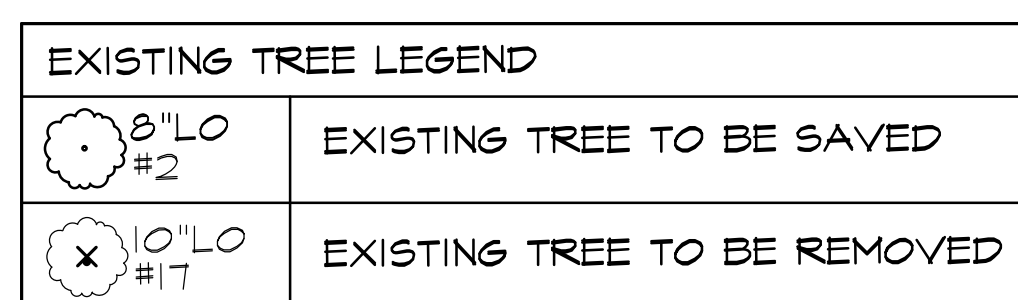 EXISTING TREE LEGEND
8"LO
#2
EXISTING TREE TO BE SAVED
10"LO
#17
EXISTING TREE TO BE REMOVED